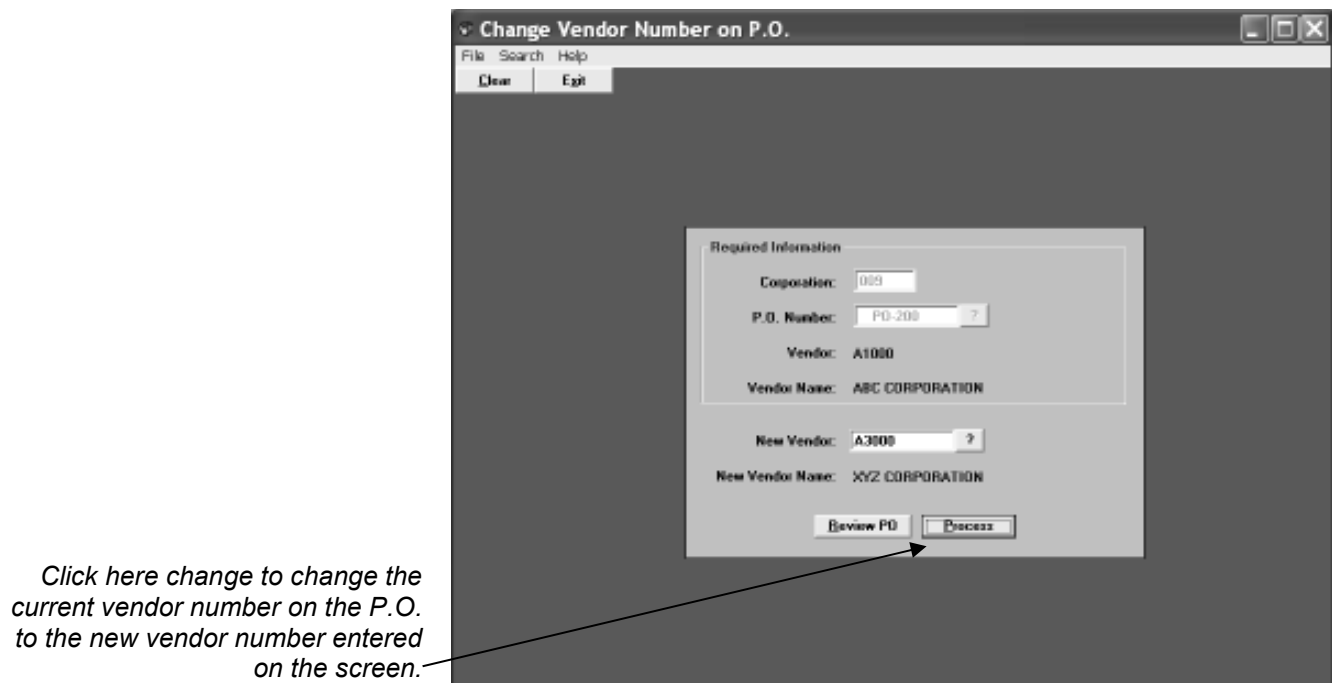 Change Vendor Number on P.O.
File Search Help
Clear Exit
Required Information
Corporation: 009
P.O. Number: PO-200 ?
Vendor: A1000
Vendor Name: ABC CORPORATION
New Vendor: A3000 ?
New Vendor Name: XYZ CORPORATION
Review PO Process
Click here change to change the
current vendor number on the P.O.
to the new vendor number entered
on the screen.